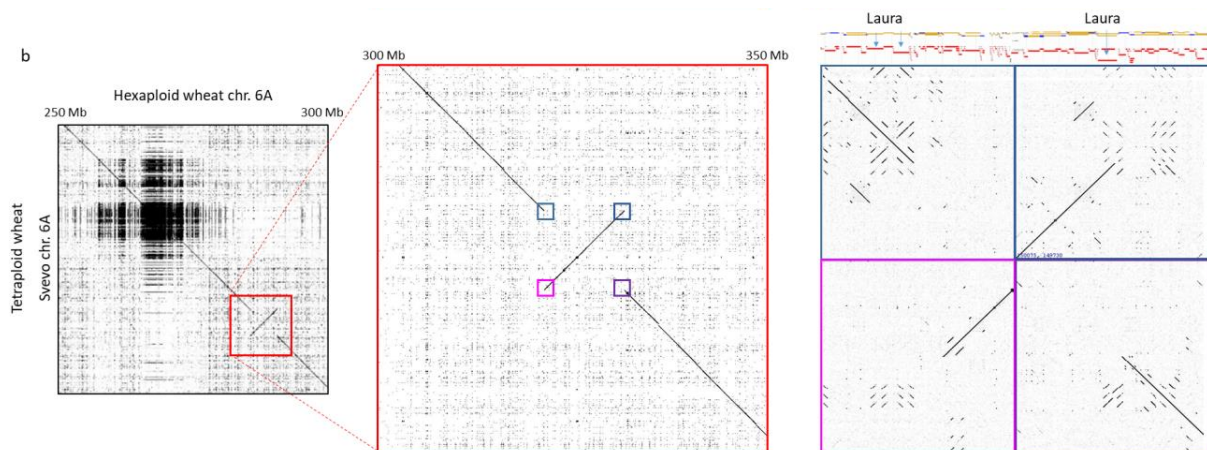 b
Hexaploid wheat chr. 6A
250 Mb
300 Mb
Tetraploid wheat
Svevo chr. 6A
300 Mb
350 Mb
Laura
Laura